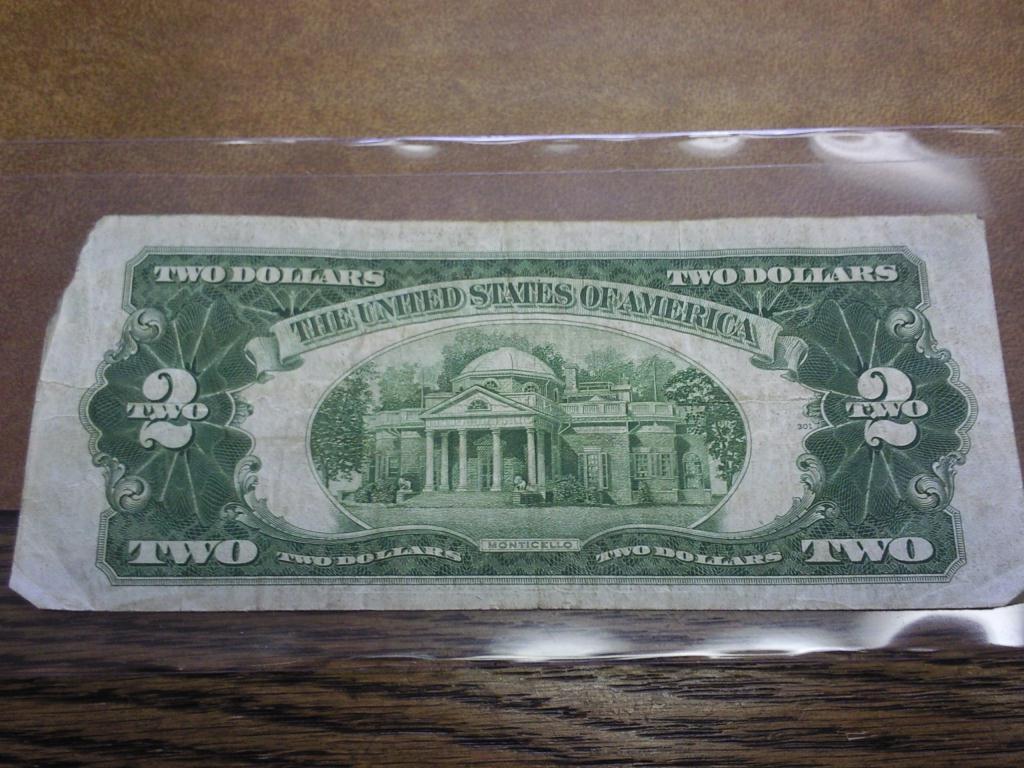 TWO DOLLARS TWO DOLLARS
THE UNITED STATES OF AMERICA
2 2
TWO TWO
301
MONTICELLO
TWO TWO DOLLARS TWO DOLLARS TWO